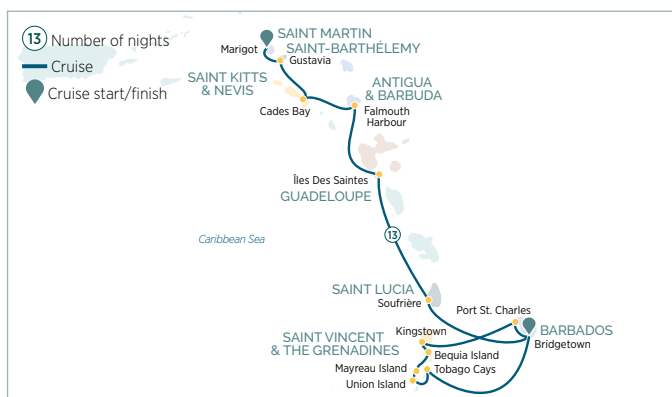 13 Number of nights
Cruise
Cruise start/finish
SAINT MARTIN
Marigot
SAINT-BARTHÉLEMY
Gustavia
SAINT KITTS
& NEVIS
Cades Bay
ANTIGUA
& BARBUDA
Falmouth
Harbour
Îles Des Saintes
GUADELOUPE
Caribbean Sea
13
SAINT LUCIA
Soufrière
Port St. Charles
BARBADOS
Bridgetown
Kingstown
SAINT VINCENT
& THE GRENADINES
Bequia Island
Mayreau Island
Tobago Cays
Union Island